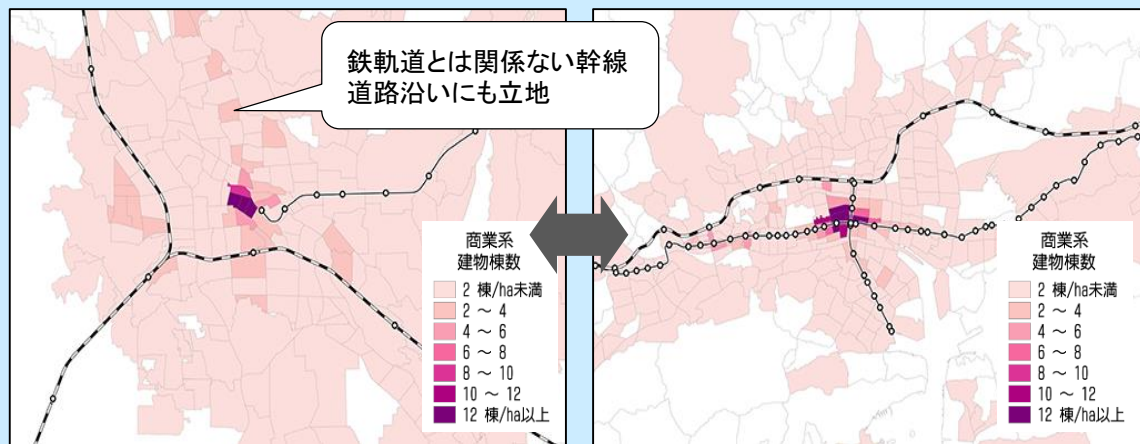 鉄軌道とは関係ない幹線
道路沿いにも立地
商業系
建物棟数
2 棟/ha未満
2 ～ 4
4 ～ 6
6 ～ 8
8 ～ 10
10 ～ 12
12 棟/ha以上
商業系
建物棟数
2 棟/ha未満
2 ～ 4
4 ～ 6
6 ～ 8
8 ～ 10
10 ～ 12
12 棟/ha以上